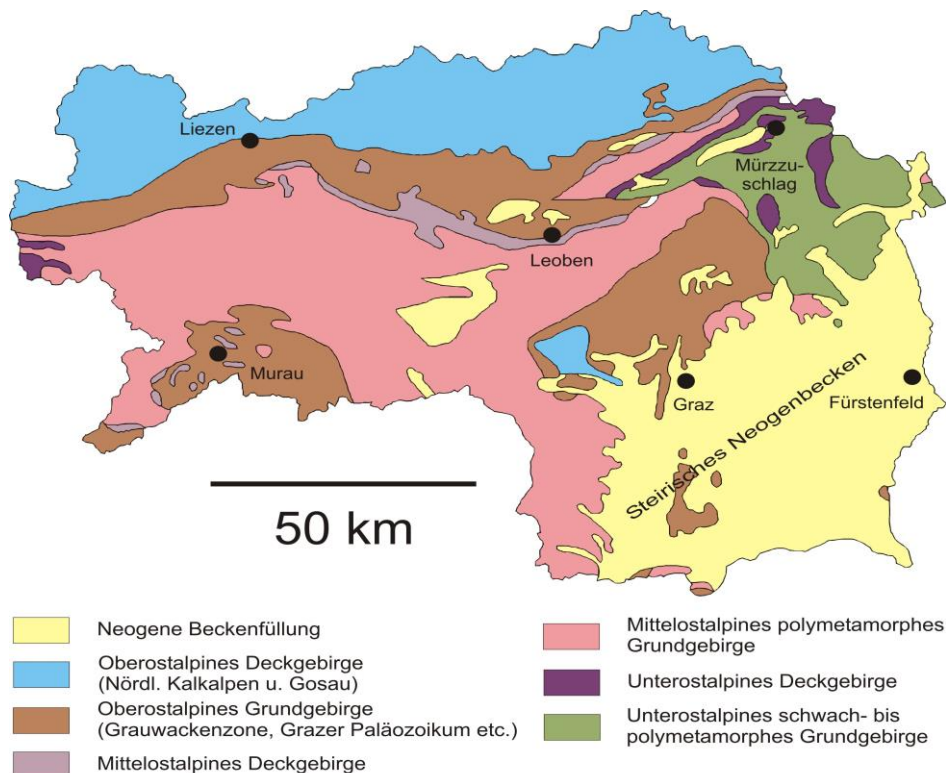 Liezen
Mürzzu-
schlag
Leoben
Murau
Graz
Fürstenfeld
Steirisches Neogenbecken
50 km
Neogene Beckenfüllung
Oberostalpines Deckgebirge
(Nördl. Kalkalpen u. Gosau)
Oberostalpines Grundgebirge
(Grauwackenzone, Grazer Paläozoikum etc.)
Mittelostalpines Deckgebirge
Mittelostalpines polymetamorphes
Grundgebirge
Unterostalpines Deckgebirge
Unterostalpines schwach- bis
polymetamorphes Grundgebirge